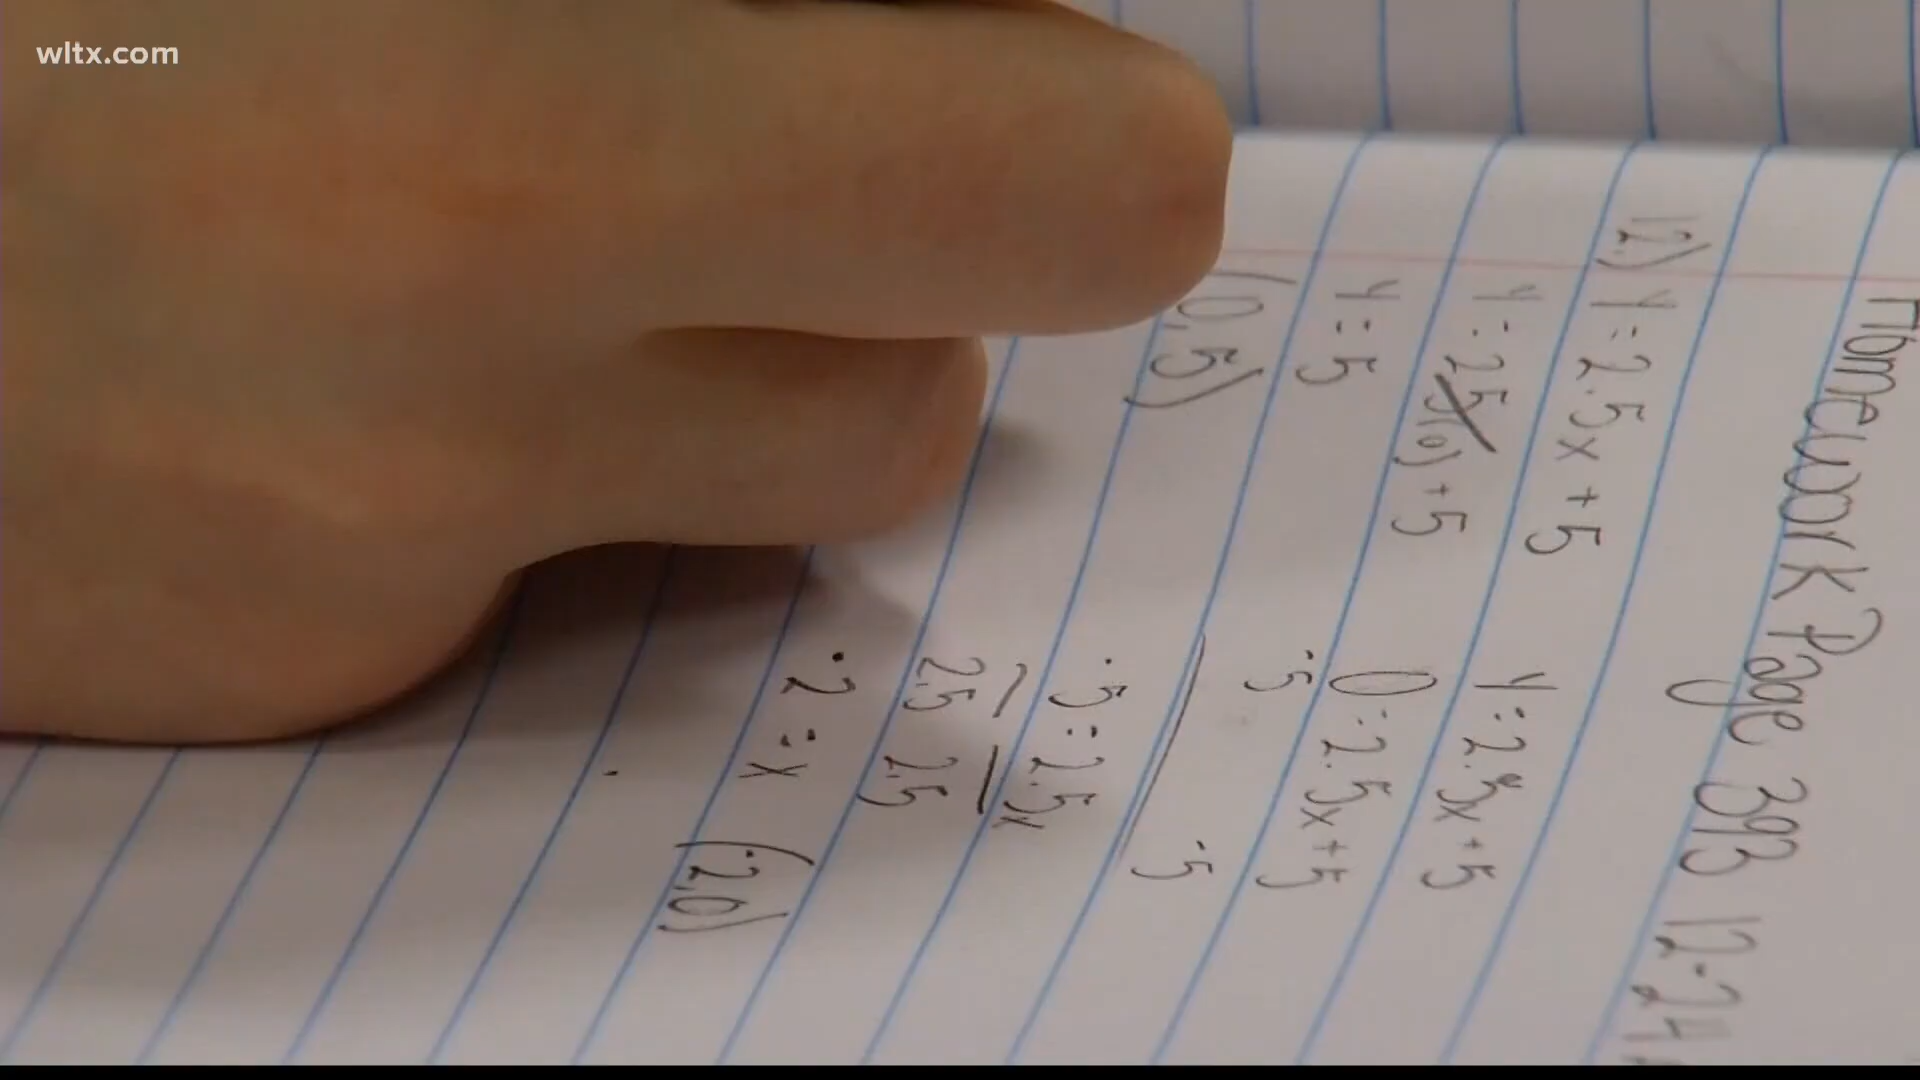 wltx.com
Homework Page 393 12-24
12.) y = 2.5x + 5
y = 2.5(0) + 5
y = 5
(0, 5)
y = 2.5x + 5
0 = 2.5x + 5
-5 -5
-5 = 2.5x
2.5 2.5
-2 = x (-2,0)